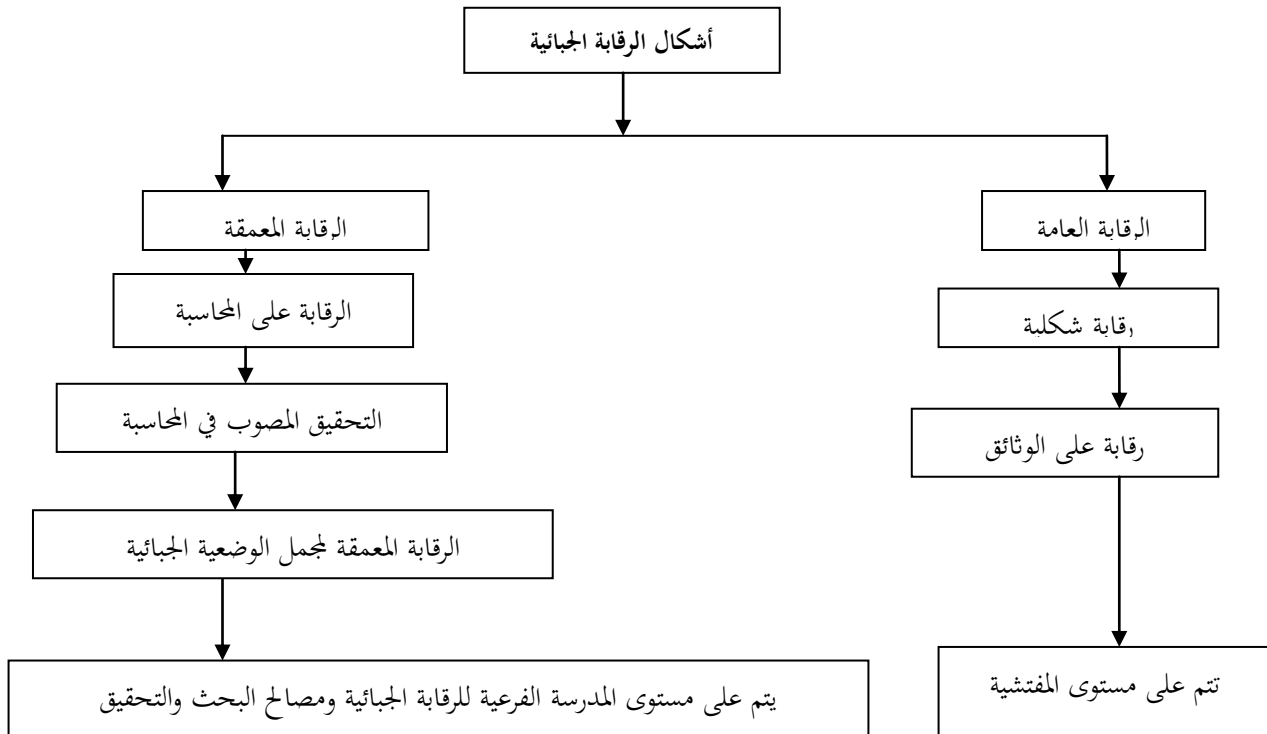 أشكال الرقابة الجبائية
الرقابة العامة
الرقابة المعمقة
رقابة شكلية
الرقابة على المحاسبة
رقابة على الوثائق
التحقيق المصوب في المحاسبة
الرقابة المعمقة لمجمل الوضعية الجبائية
تتم على مستوى المفتشية
يتم على مستوى المدرسة الفرعية للرقابة الجبائية ومصالح البحث والتحقيق